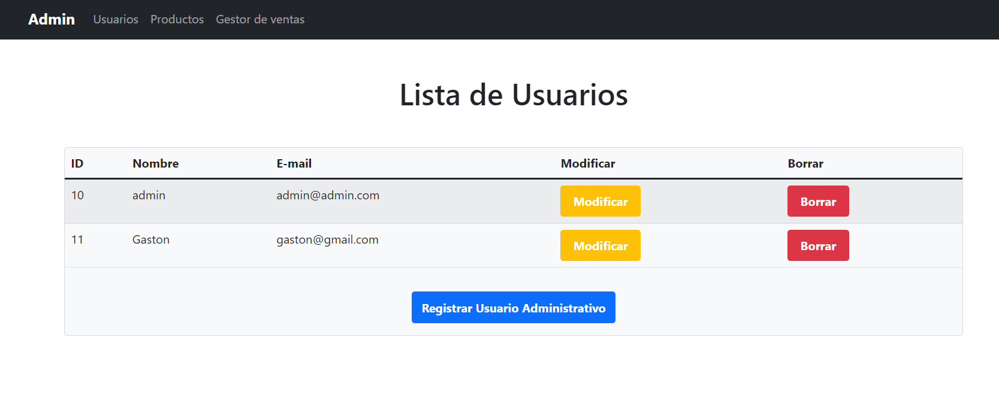 Admin Usuarios Productos Gestor de ventas
Lista de Usuarios
ID Nombre E-mail Modificar Borrar
10 admin admin@admin.com Modificar Borrar
11 Gaston gaston@gmail.com Modificar Borrar
Registrar Usuario Administrativo